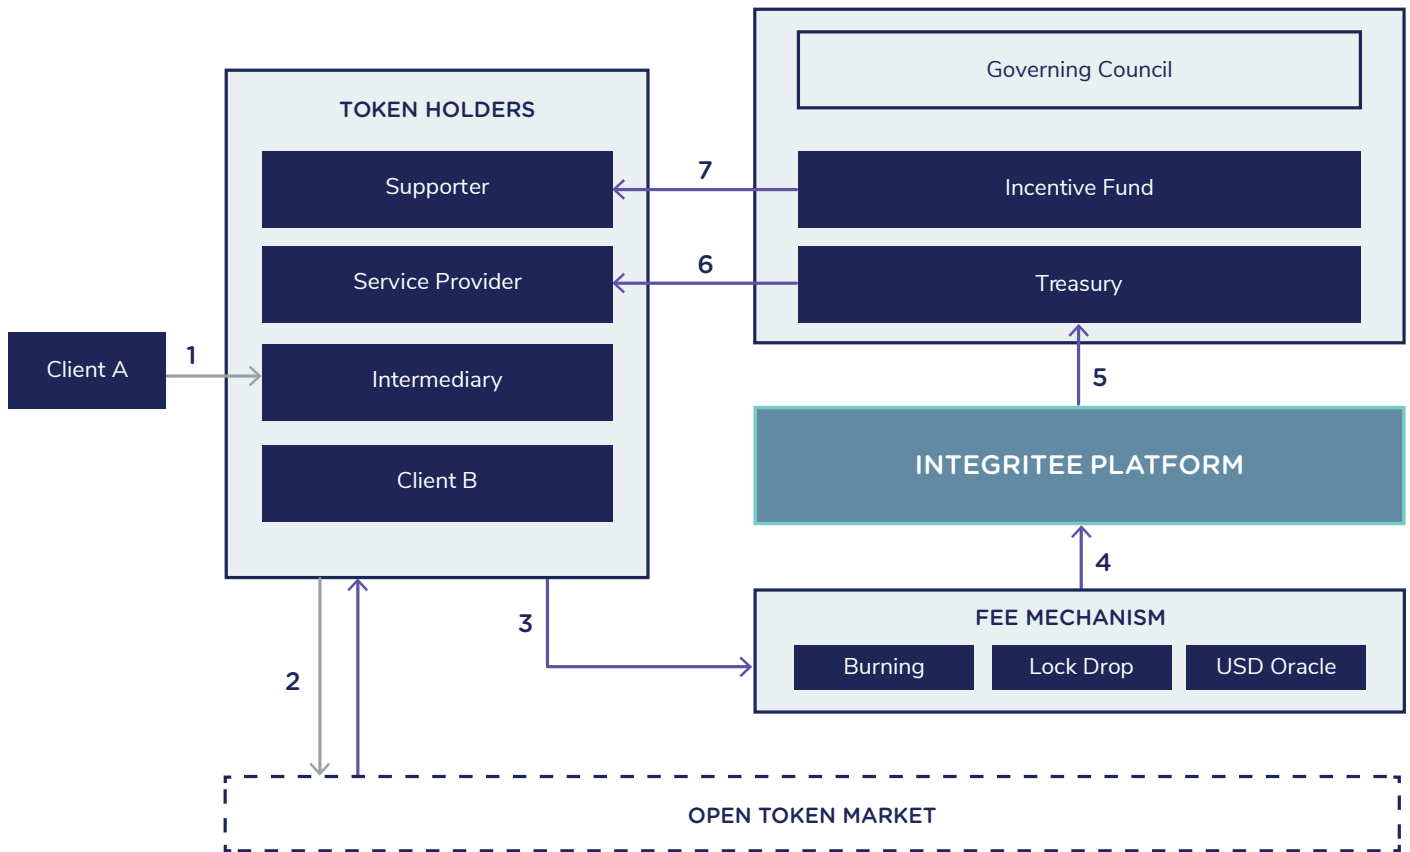 Governing Council
TOKEN HOLDERS
7
Supporter
Incentive Fund
6
Service Provider
Treasury
1
Client A
Intermediary
5
INTEGRITEE PLATFORM
Client B
4
3
FEE MECHANISM
Burning
Lock Drop
USD Oracle
2
OPEN TOKEN MARKET